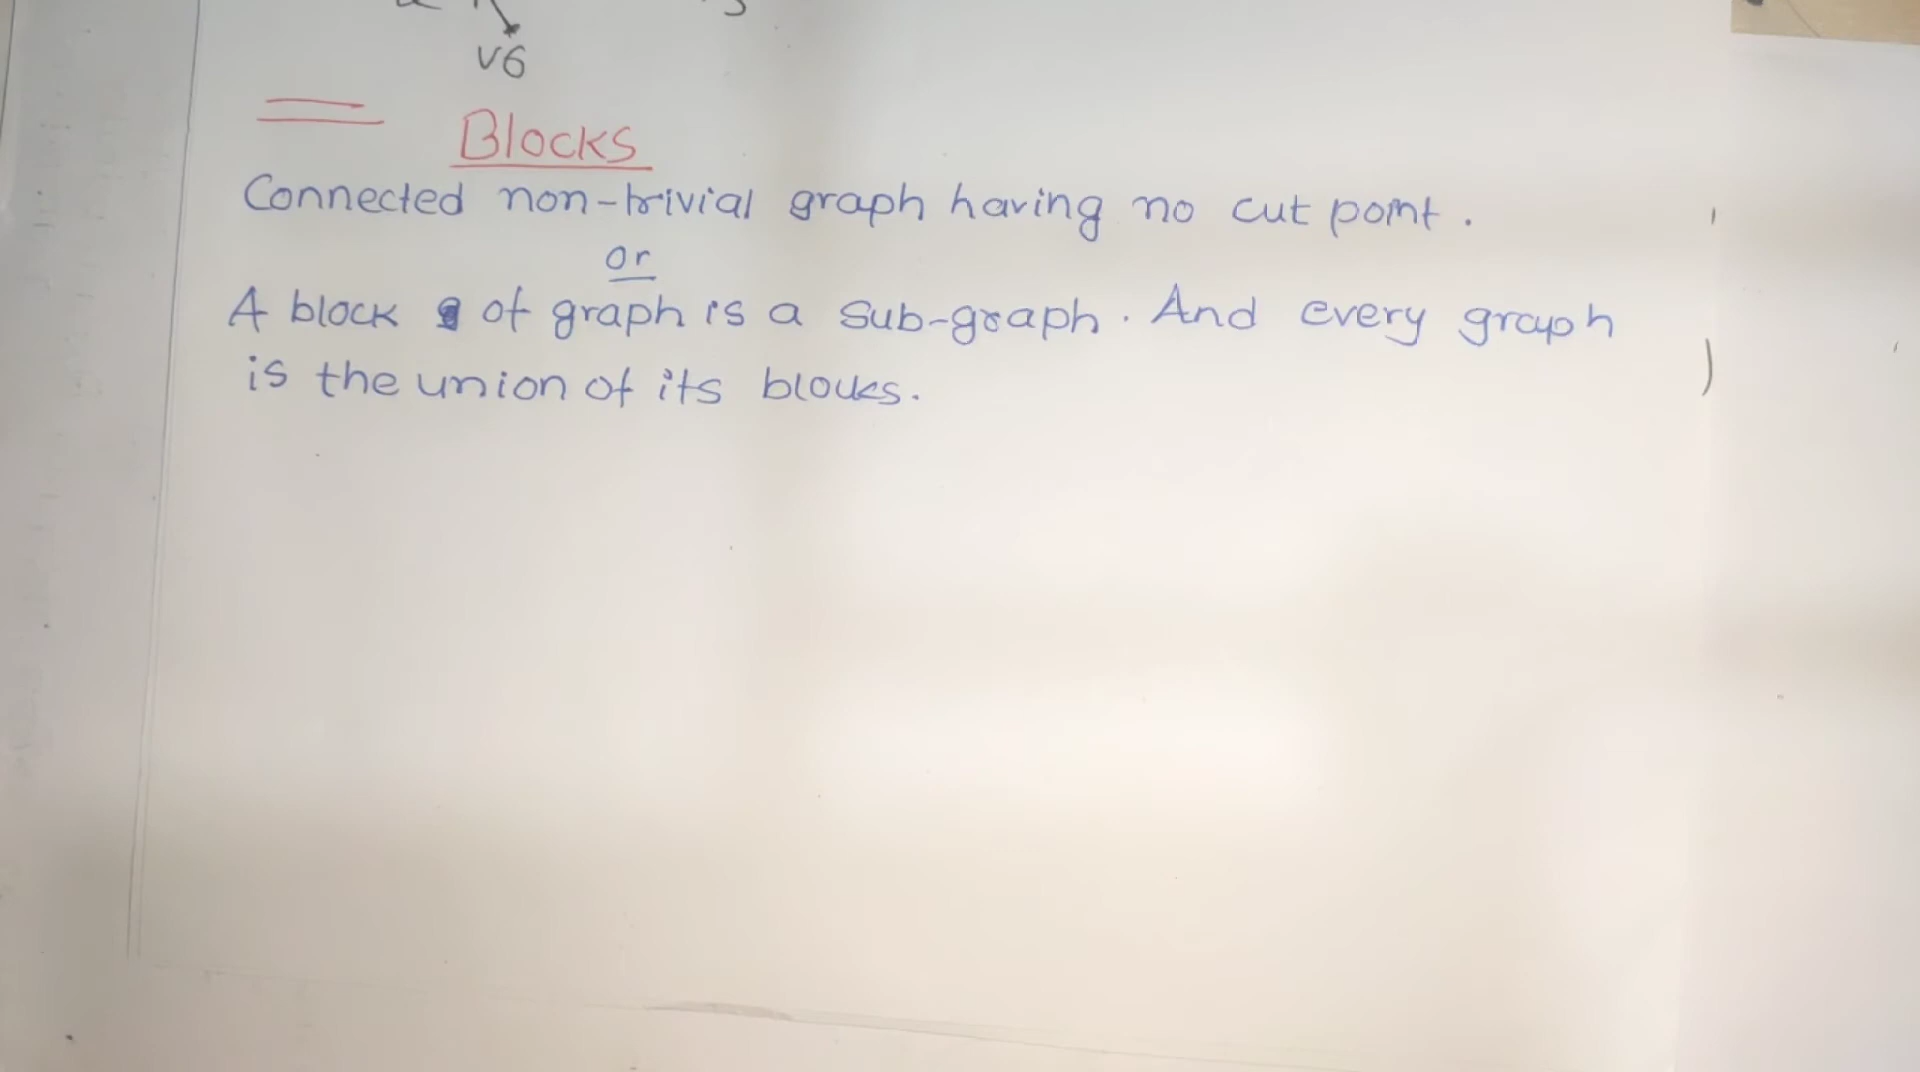 v6
Blocks
Connected non-trivial graph having no cut point.
or
A block of graph is a sub-graph. And every graph
is the union of its blocks.